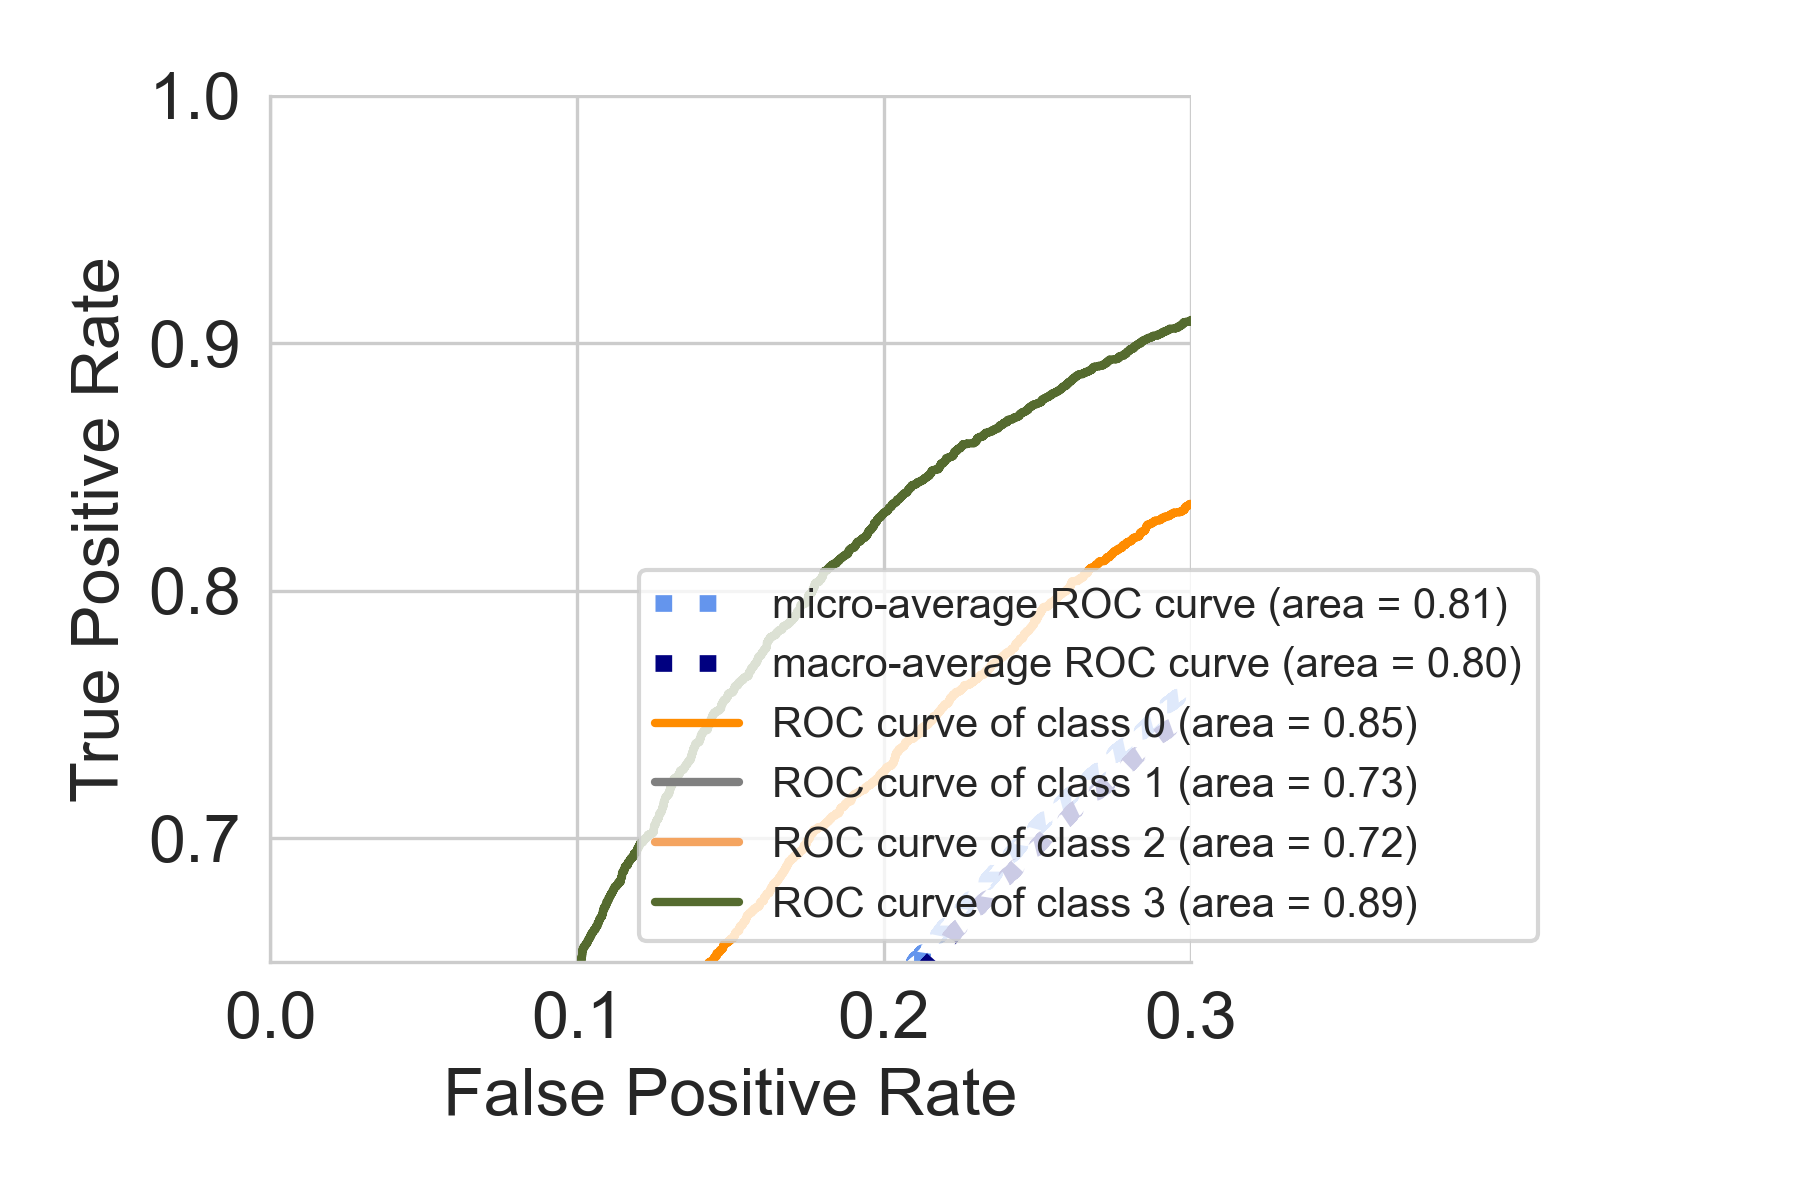 1.0
0.9
0.8
0.7
True Positive Rate
micro-average ROC curve (area = 0.81)
macro-average ROC curve (area = 0.80)
ROC curve of class 0 (area = 0.85)
ROC curve of class 1 (area = 0.73)
ROC curve of class 2 (area = 0.72)
ROC curve of class 3 (area = 0.89)
0.0 0.1 0.2 0.3
False Positive Rate